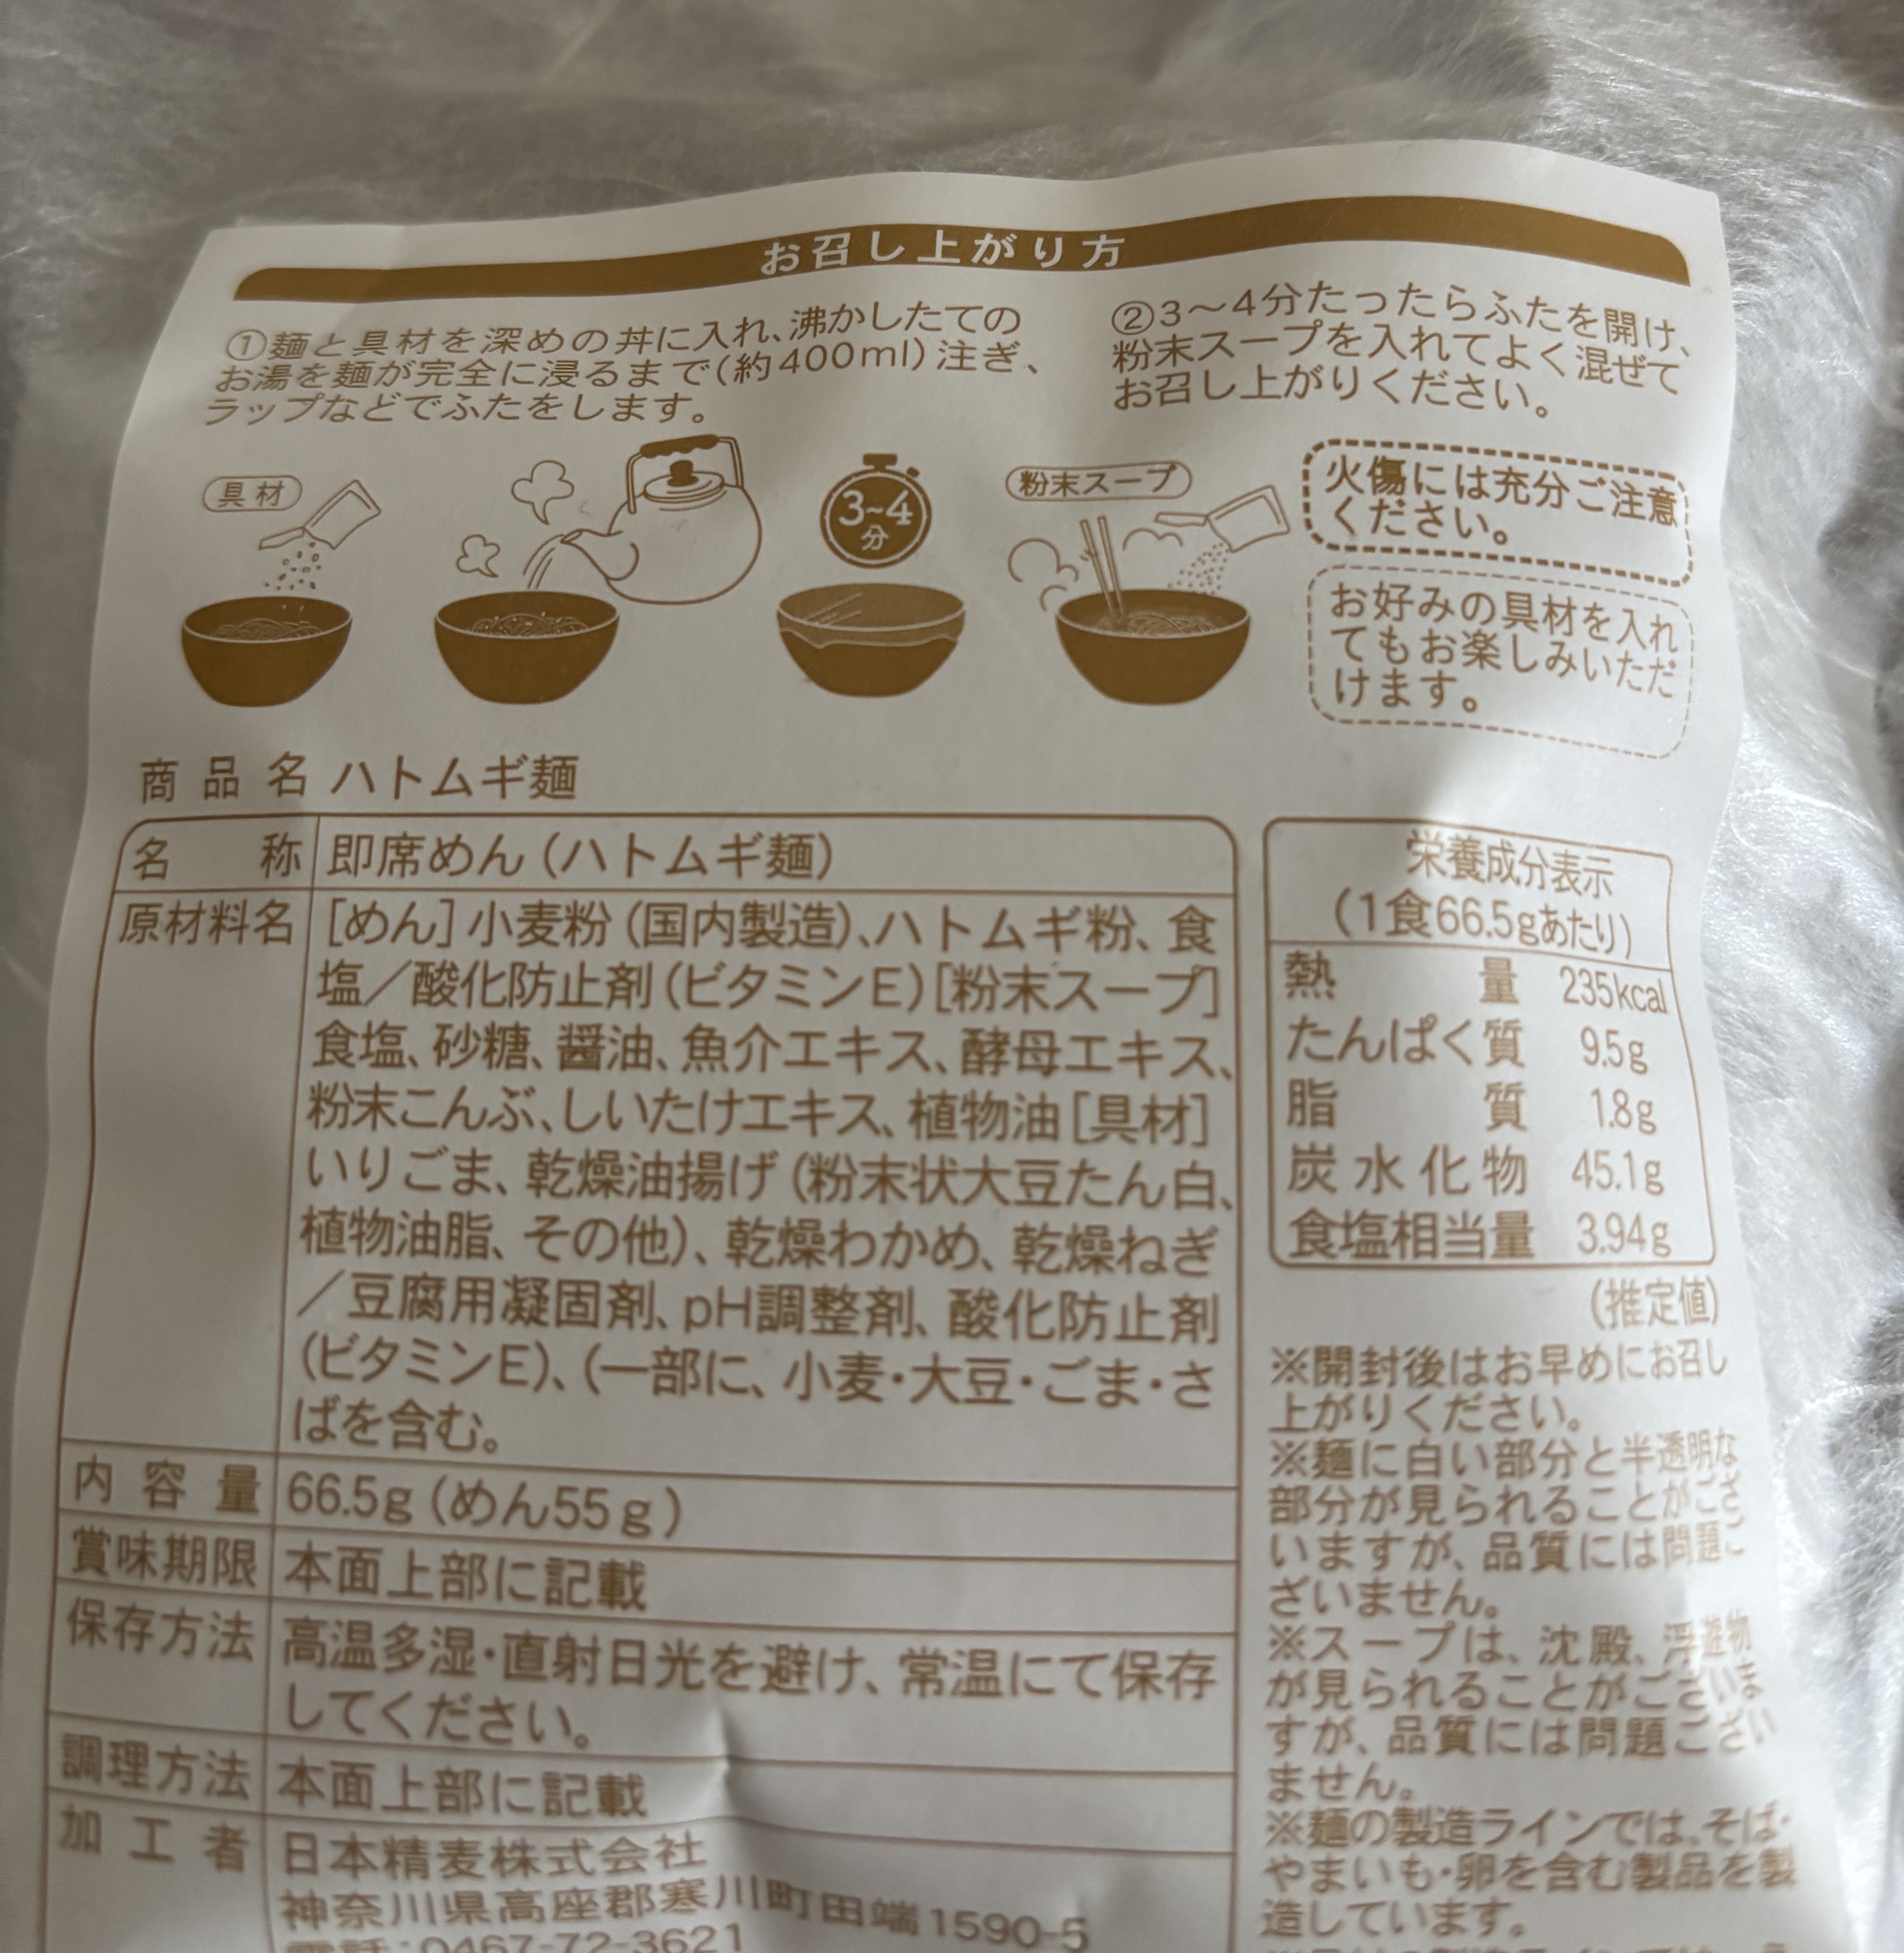 お召し上がり方
①麺と具材を深めの丼に入れ、沸かしたての
お湯を麺が完全に浸るまで(約400ml)注ぎ、
ラップなどでふたをします。
②3〜4分たったらふたを開け、
粉末スープを入れてよく混ぜて
お召し上がりください。
具材
3~4
分
粉末スープ
火傷には充分ご注意
ください。
お好みの具材を入れ
てもお楽しみいただ
けます。
商品名 ハトムギ麺
名称 即席めん(ハトムギ麺)
原材料名 [めん]小麦粉(国内製造)、ハトムギ粉、食
塩/酸化防止剤(ビタミンE)[粉末スープ]
食塩、砂糖、醤油、魚介エキス、酵母エキス、
粉末こんぶ、しいたけエキス、植物油[具材]
いりごま、乾燥油揚げ(粉末状大豆たん白、
植物油脂、その他)、乾燥わかめ、乾燥ねぎ
/豆腐用凝固剤、pH調整剤、酸化防止剤
(ビタミンE)、(一部に、小麦・大豆・ごま・さ
ばを含む。
内容量 66.5g(めん55g)
賞味期限 本面上部に記載
保存方法 高温多湿・直射日光を避け、常温にて保存
してください。
調理方法 本面上部に記載
加工者 日本精麦株式会社
神奈川県高座郡寒川町田端1590-5
電話:0467-72-3621
栄養成分表示
(1食66.5gあたり)
熱量 235kcal
たんぱく質 9.5g
脂質 1.8g
炭水化物 45.1g
食塩相当量 3.94g
(推定値)
※開封後はお早めにお召し
上がりください。
※麺に白い部分と半透明な
部分が見られることがござ
いますが、品質には問題ご
ざいません。
※スープは、沈殿、浮遊物
が見られることがございま
すが、品質には問題ござい
ません。
※麺の製造ラインでは、そば・
やまいも・卵を含む製品を製
造しています。